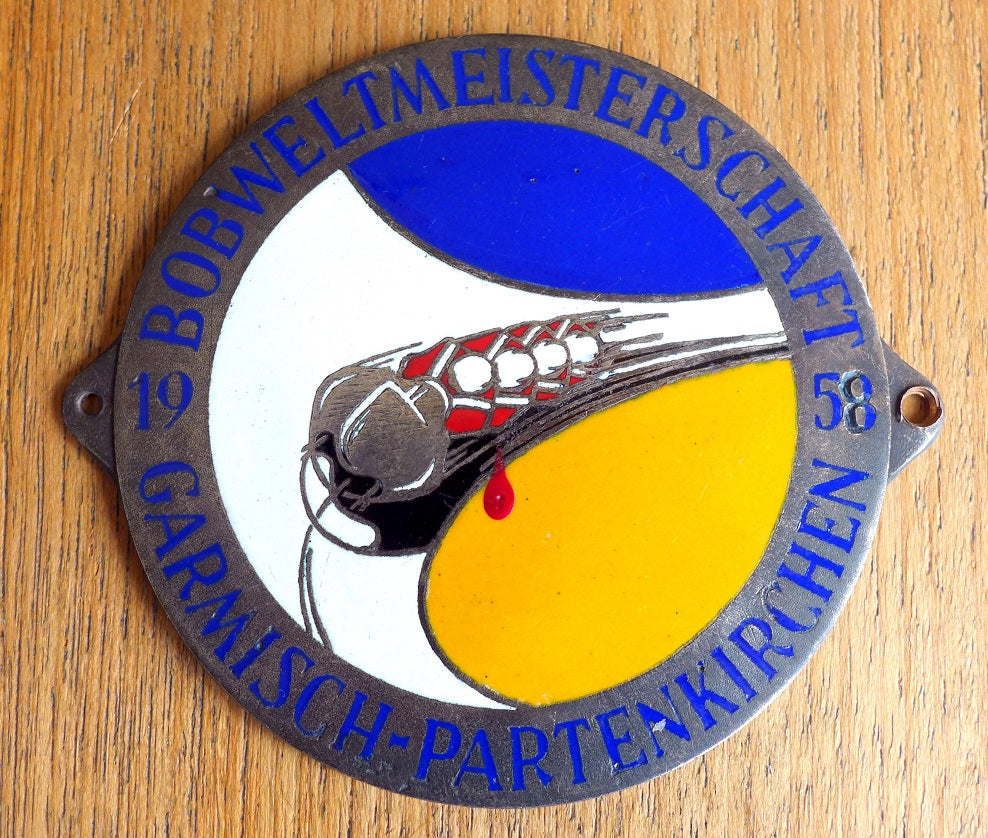 BOBWELTMEISTERSCHAFT
19 58
GARMISCH-PARTENKIRCHEN